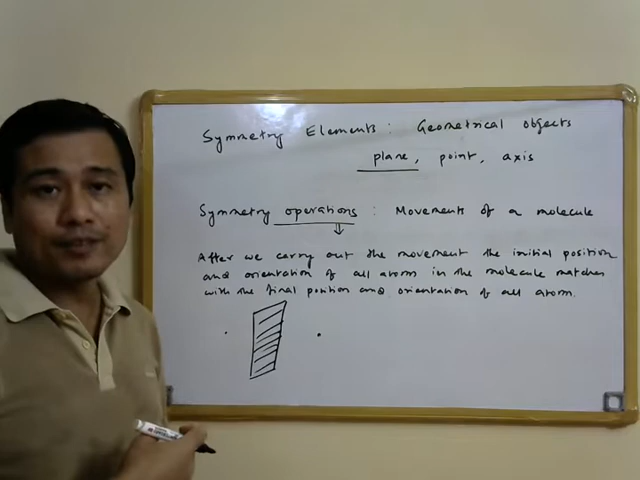 Symmetry Elements : Geometrical objects
plane, point, axis
Symmetry operations : Movements of a molecule
After we carry out the movement the initial position
and orientation of all atoms in the molecule matches
with the final position and orientation of all atoms.